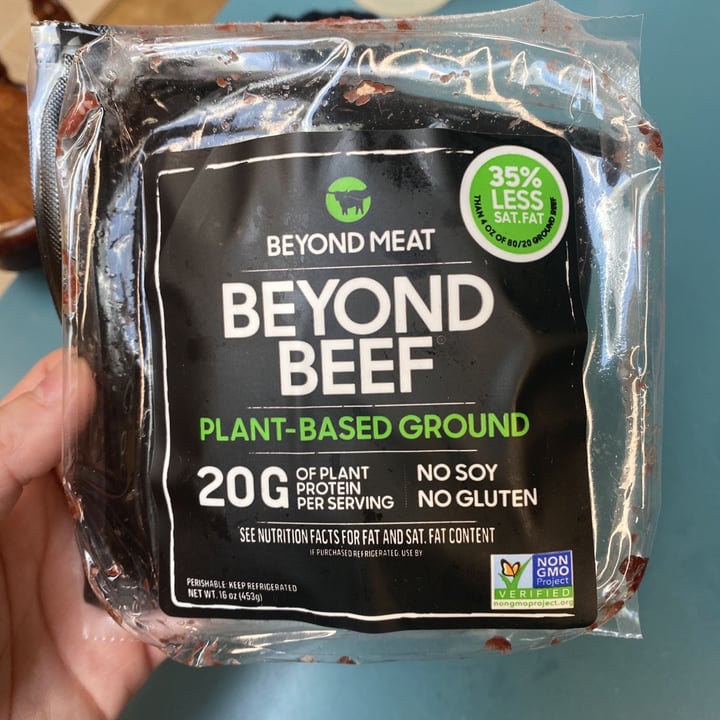 35%
LESS
SAT. FAT
THAN 4 OZ OF 80/20 GROUND BEEF
BEYOND MEAT
BEYOND
BEEF
PLANT-BASED GROUND
20G OF PLANT
PROTEIN
PER SERVING
NO SOY
NO GLUTEN
SEE NUTRITION FACTS FOR FAT AND SAT. FAT CONTENT
IF PURCHASED REFRIGERATED: USE BY
PERISHABLE: KEEP REFRIGERATED
NET WT. 16 oz (453g)
NON
GMO
Project
VERIFIED
nongmoproject.org